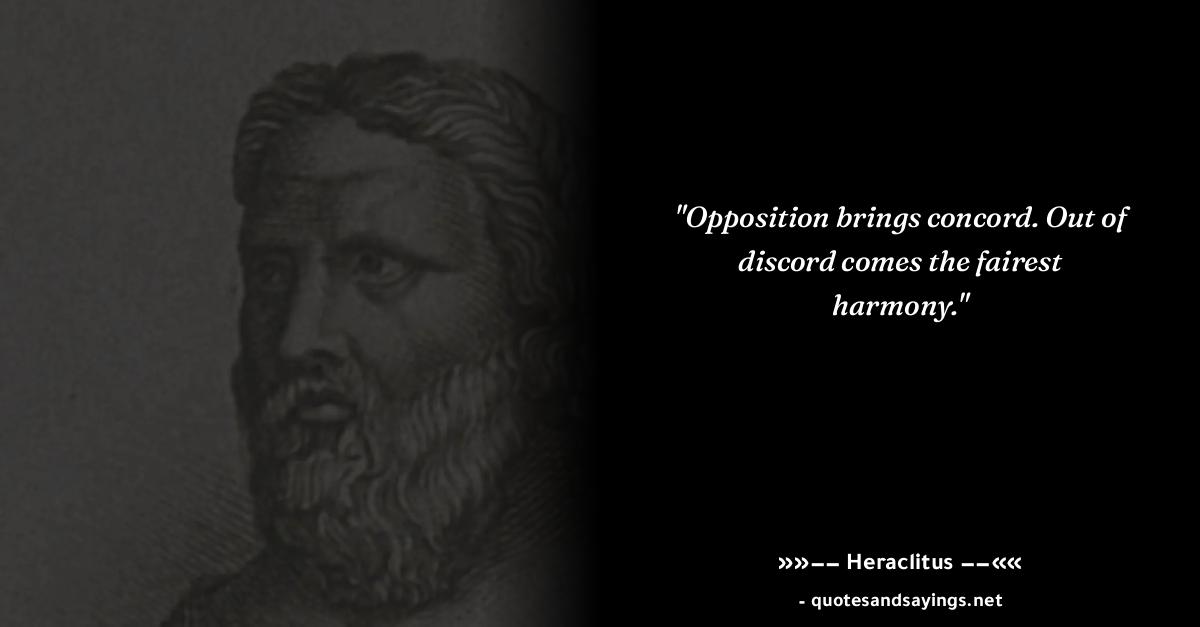 "Opposition brings concord. Out of
discord comes the fairest
harmony."
»»−− Heraclitus −−««
- quotesandsayings.net